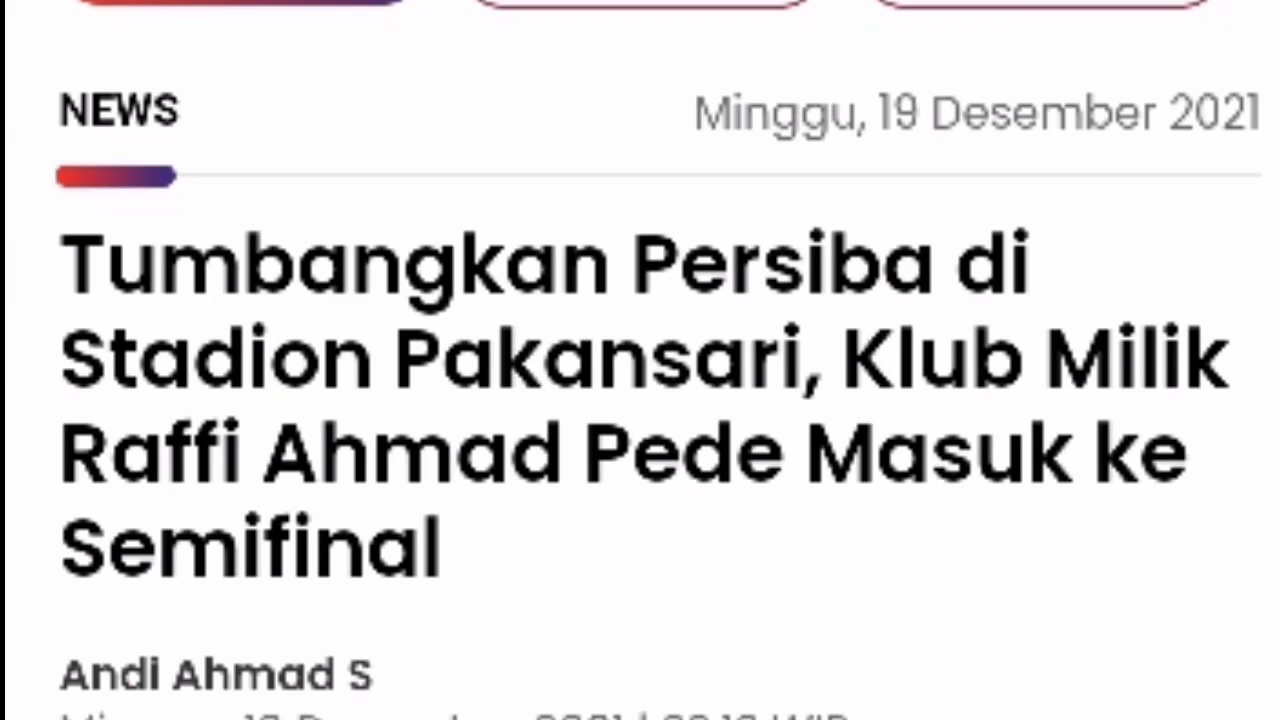 NEWS
Minggu, 19 Desember 2021
Tumbangkan Persiba di
Stadion Pakansari, Klub Milik
Raffi Ahmad Pede Masuk ke
Semifinal
Andi Ahmad S